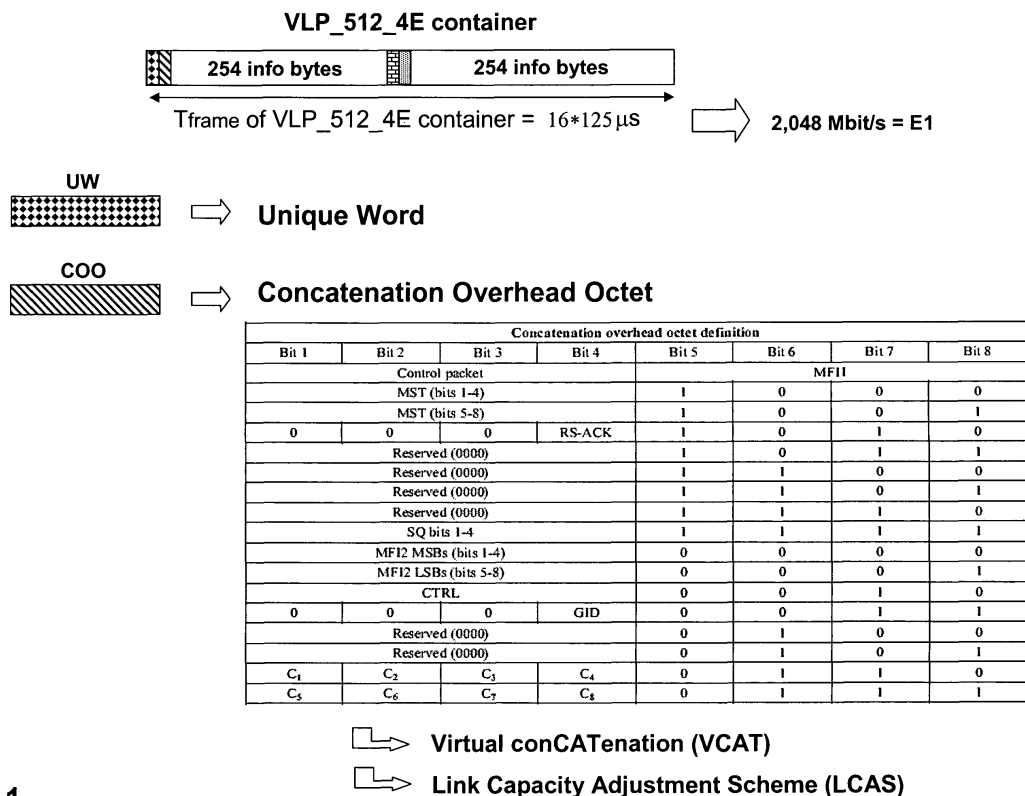 VLP_512_4E container
254 info bytes 254 info bytes
Tframe of VLP_512_4E container = 16*125 µs
2,048 Mbit/s = E1
UW
Unique Word
COO
Concatenation Overhead Octet
Concatenation overhead octet definition
Bit 1 Bit 2 Bit 3 Bit 4 Bit 5 Bit 6 Bit 7 Bit 8
Control packet MFI1
MST (bits 1-4) 1 0 0 0
MST (bits 5-8) 1 0 0 1
0 0 0 RS-ACK 1 0 1 0
Reserved (0000) 1 0 1 1
Reserved (0000) 1 1 0 0
Reserved (0000) 1 1 0 1
Reserved (0000) 1 1 1 0
SQ bits 1-4 1 1 1 1
MFI2 MSBs (bits 1-4) 0 0 0 0
MFI2 LSBs (bits 5-8) 0 0 0 1
CTRL 0 0 1 0
0 0 0 GID 0 0 1 1
Reserved (0000) 0 1 0 0
Reserved (0000) 0 1 0 1
C₁ C₂ C₃ C₄ 0 1 1 0
C₅ C₆ C₇ C₈ 0 1 1 1
Virtual conCATenation (VCAT)
Link Capacity Adjustment Scheme (LCAS)